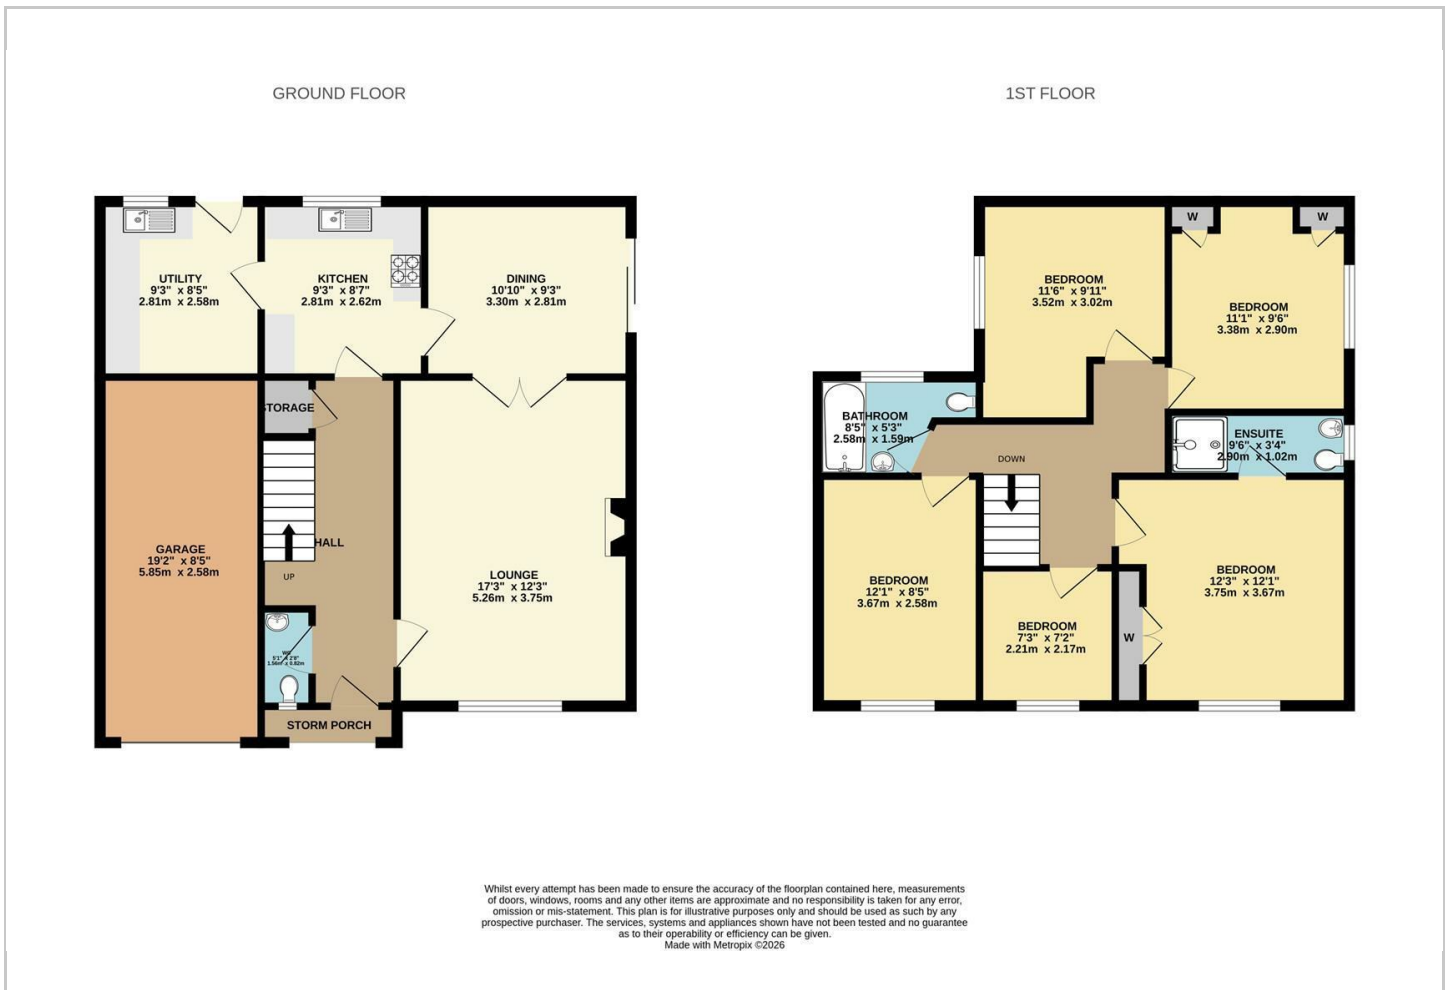 GROUND FLOOR
1ST FLOOR
UTILITY
9'3" x 8'5"
2.81m x 2.58m
KITCHEN
9'3" x 8'7"
2.81m x 2.62m
DINING
10'10" x 9'3"
3.30m x 2.81m
STORAGE
GARAGE
19'2" x 8'5"
5.85m x 2.58m
HALL
UP
LOUNGE
17'3" x 12'3"
5.26m x 3.75m
WC
5'1" x 2'8"
1.56m x 0.82m
STORM PORCH
W
W
BEDROOM
11'6" x 9'11"
3.52m x 3.02m
BEDROOM
11'1" x 9'6"
3.38m x 2.90m
BATHROOM
8'5" x 5'3"
2.58m x 1.59m
ENSUITE
9'6" x 3'4"
2.90m x 1.02m
DOWN
BEDROOM
12'1" x 8'5"
3.67m x 2.58m
BEDROOM
7'3" x 7'2"
2.21m x 2.17m
W
BEDROOM
12'3" x 12'1"
3.75m x 3.67m
Whilst every attempt has been made to ensure the accuracy of the floorplan contained here, measurements
of doors, windows, rooms and any other items are approximate and no responsibility is taken for any error,
omission or mis-statement. This plan is for illustrative purposes only and should be used as such by any
prospective purchaser. The services, systems and appliances shown have not been tested and no guarantee
as to their operability or efficiency can be given.
Made with Metropix ©2026